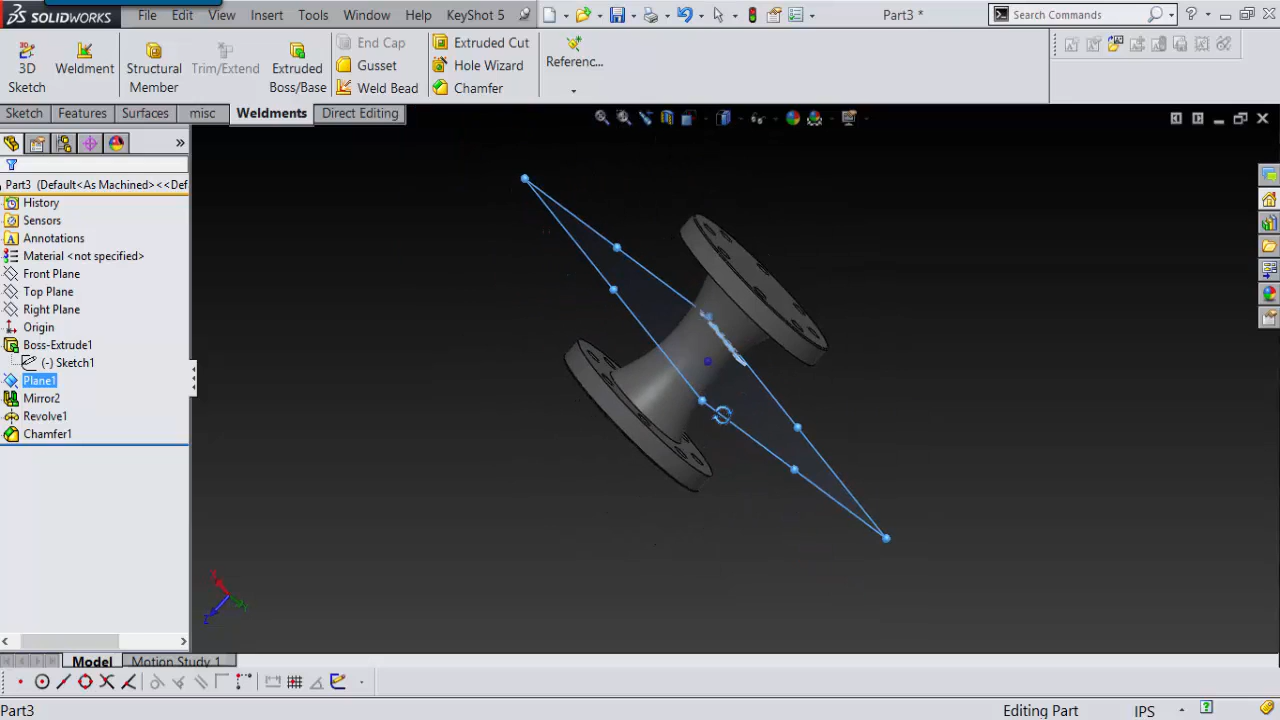 SOLIDWORKS File Edit View Insert Tools Window Help KeyShot 5 Part3 * Search Commands
3D Sketch
Weldment
Structural Member
Trim/Extend
Extruded Boss/Base
End Cap
Gusset
Weld Bead
Extruded Cut
Hole Wizard
Chamfer
Referenc...
Sketch Features Surfaces misc Weldments Direct Editing
Part3 (Default<As Machined><<Def
History
Sensors
Annotations
Material <not specified>
Front Plane
Top Plane
Right Plane
Origin
Boss-Extrude1
(-) Sketch1
Plane1
Mirror2
Revolve1
Chamfer1
Model Motion Study 1
Part3 Editing Part IPS